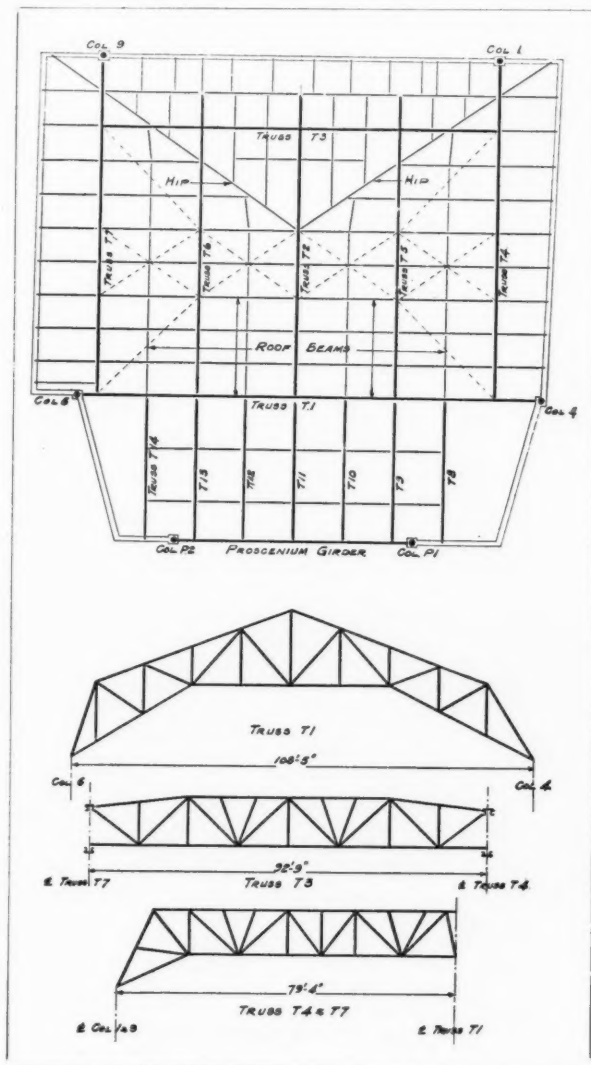 COL 9
COL 1
TRUSS T3
HIP
HIP
TRUSS T7
TRUSS T6
TRUSS T2
TRUSS T5
TRUSS T4
ROOF BEAMS
COL 6
TRUSS T.1
COL 4
TRUSS T14
T13
T12
T11
T10
T9
T8
COL P2
PROSCENIUM GIRDER
COL P1
TRUSS T1
108'-5"
COL 6
COL 4
92'-9"
℄ TRUSS T7
TRUSS T3
℄ TRUSS T4
79'-4"
TRUSS T4 & T7
℄ COL 1 & 9
℄ TRUSS T1